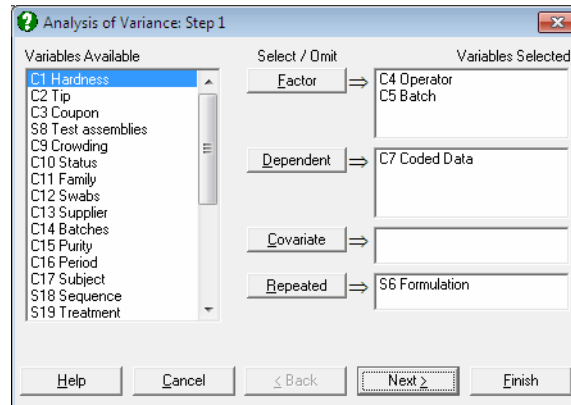 Analysis of Variance: Step 1
Variables Available
Select / Omit
Variables Selected
C1 Hardness
C2 Tip
C3 Coupon
S8 Test assemblies
C9 Crowding
C10 Status
C11 Family
C12 Swabs
C13 Supplier
C14 Batches
C15 Purity
C16 Period
C17 Subject
S18 Sequence
S19 Treatment
Factor
C4 Operator
C5 Batch
Dependent
C7 Coded Data
Covariate
Repeated
S6 Formulation
Help
Cancel
< Back
Next >
Finish